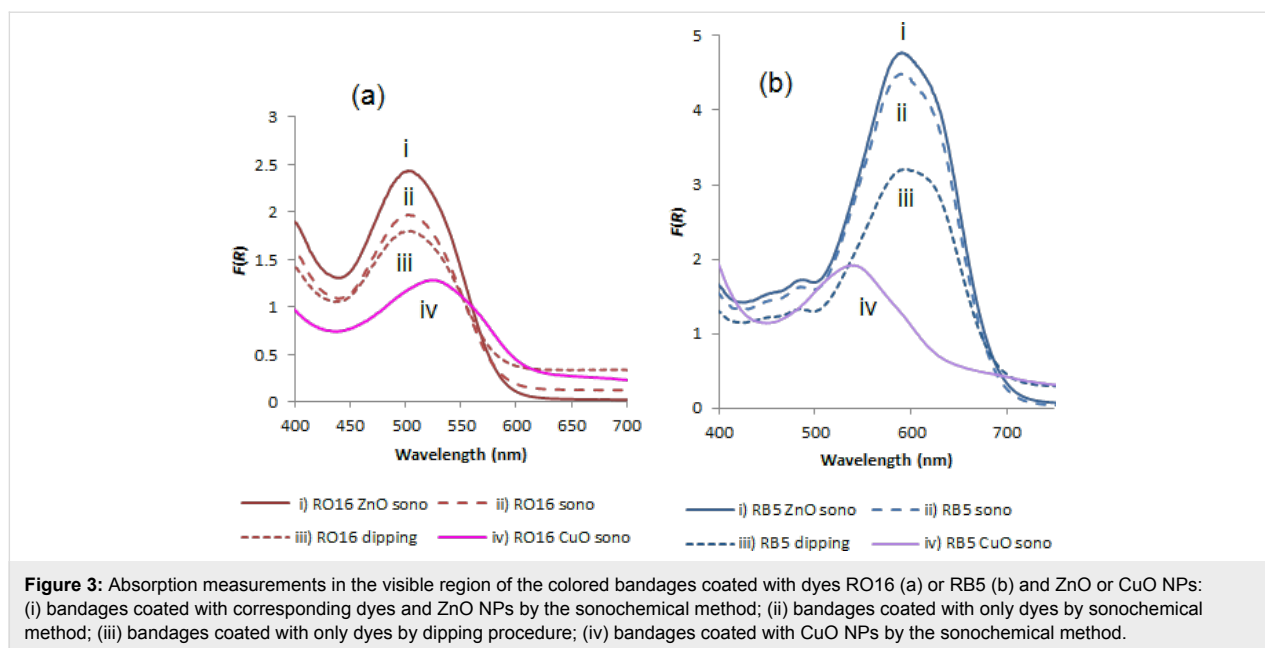 (a)
3
2.5
2
1.5
1
0.5
0
F(R)
i
ii
iii
iv
400 450 500 550 600 650 700
Wavelength (nm)
i) RO16 ZnO sono ii) RO16 sono
iii) RO16 dipping iv) RO16 CuO sono
(b)
5
4
3
2
1
0
F(R)
i
ii
iii
iv
400 500 600 700
Wavelength (nm)
i) RB5 ZnO sono ii) RB5 sono
iii) RB5 dipping iv) RB5 CuO sono
Figure 3: Absorption measurements in the visible region of the colored bandages coated with dyes RO16 (a) or RB5 (b) and ZnO or CuO NPs:
(i) bandages coated with corresponding dyes and ZnO NPs by the sonochemical method; (ii) bandages coated with only dyes by sonochemical
method; (iii) bandages coated with only dyes by dipping procedure; (iv) bandages coated with CuO NPs by the sonochemical method.